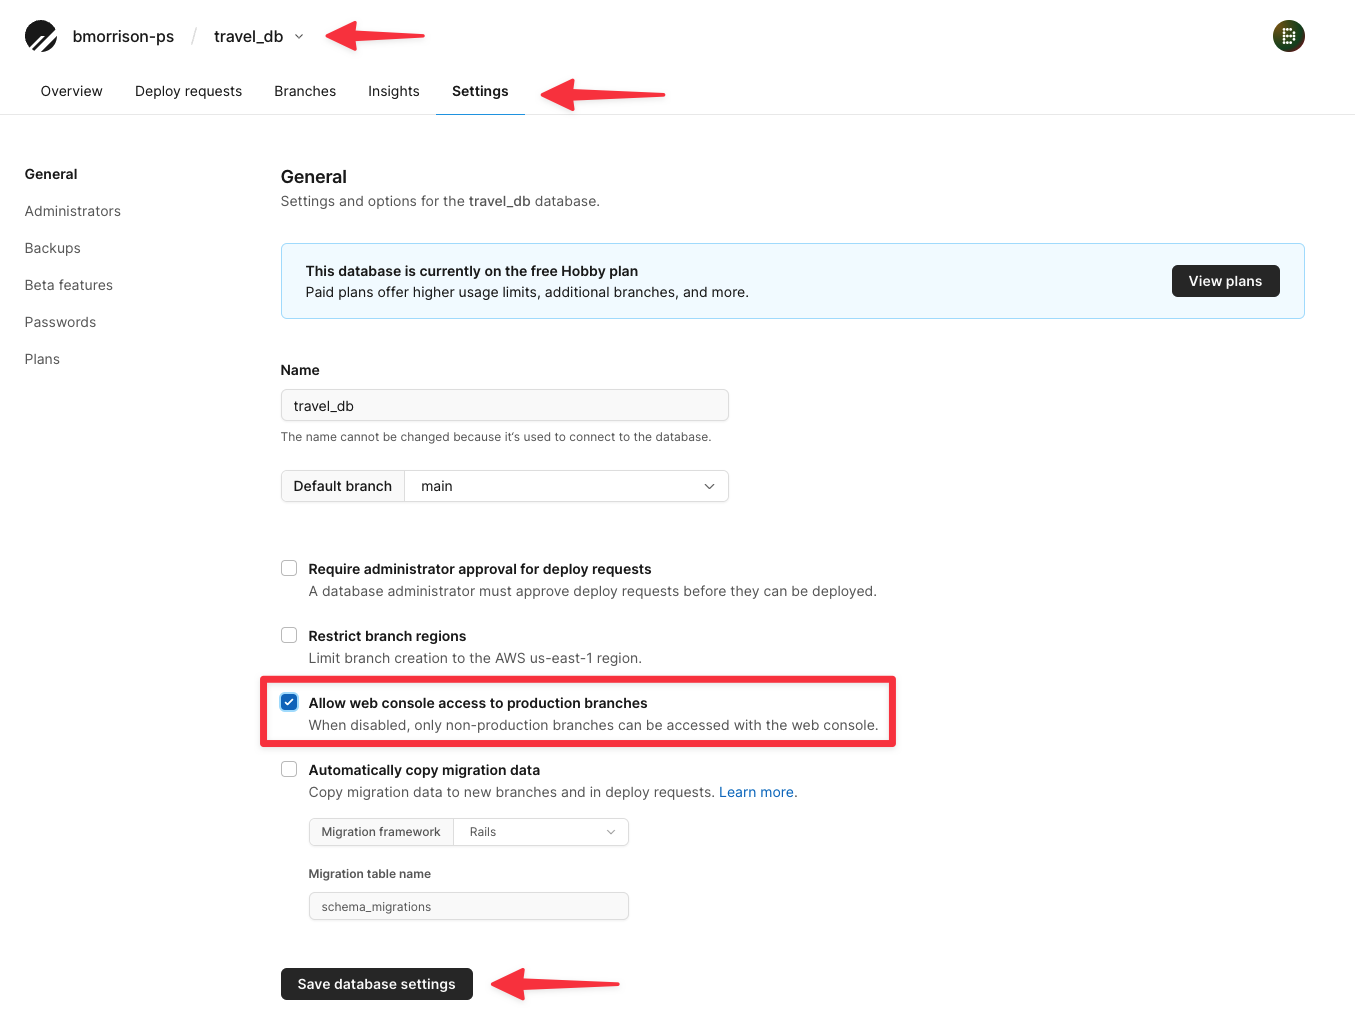 bmorrison-ps / travel_db
B
Overview Deploy requests Branches Insights Settings
General
Administrators
Backups
Beta features
Passwords
Plans
General
Settings and options for the travel_db database.
This database is currently on the free Hobby plan
Paid plans offer higher usage limits, additional branches, and more.
View plans
Name
travel_db
The name cannot be changed because it's used to connect to the database.
Default branch main
Require administrator approval for deploy requests
A database administrator must approve deploy requests before they can be deployed.
Restrict branch regions
Limit branch creation to the AWS us-east-1 region.
Allow web console access to production branches
When disabled, only non-production branches can be accessed with the web console.
Automatically copy migration data
Copy migration data to new branches and in deploy requests. Learn more.
Migration framework Rails
Migration table name
schema_migrations
Save database settings